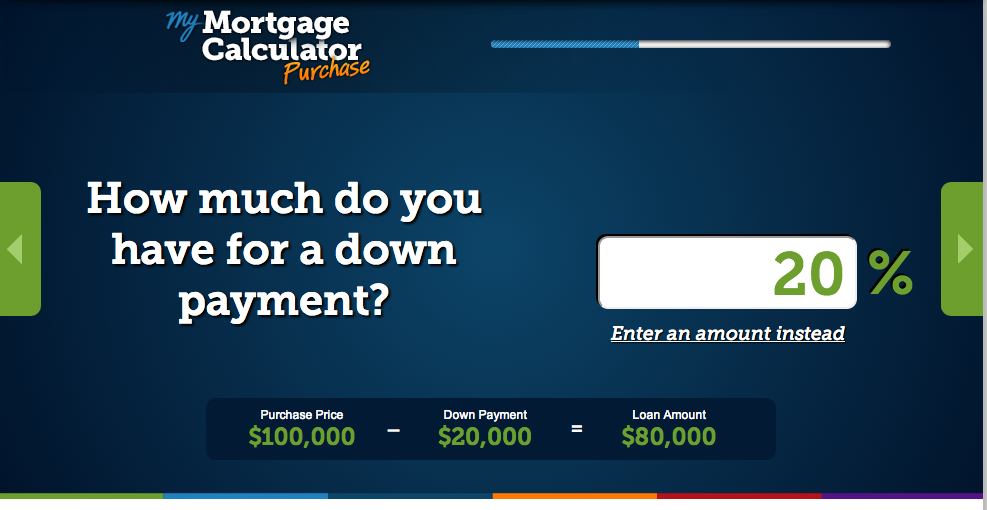 My Mortgage
Calculator
Purchase
How much do you
have for a down
payment?
20 %
Enter an amount instead
Purchase Price Down Payment Loan Amount
$100,000 – $20,000 = $80,000